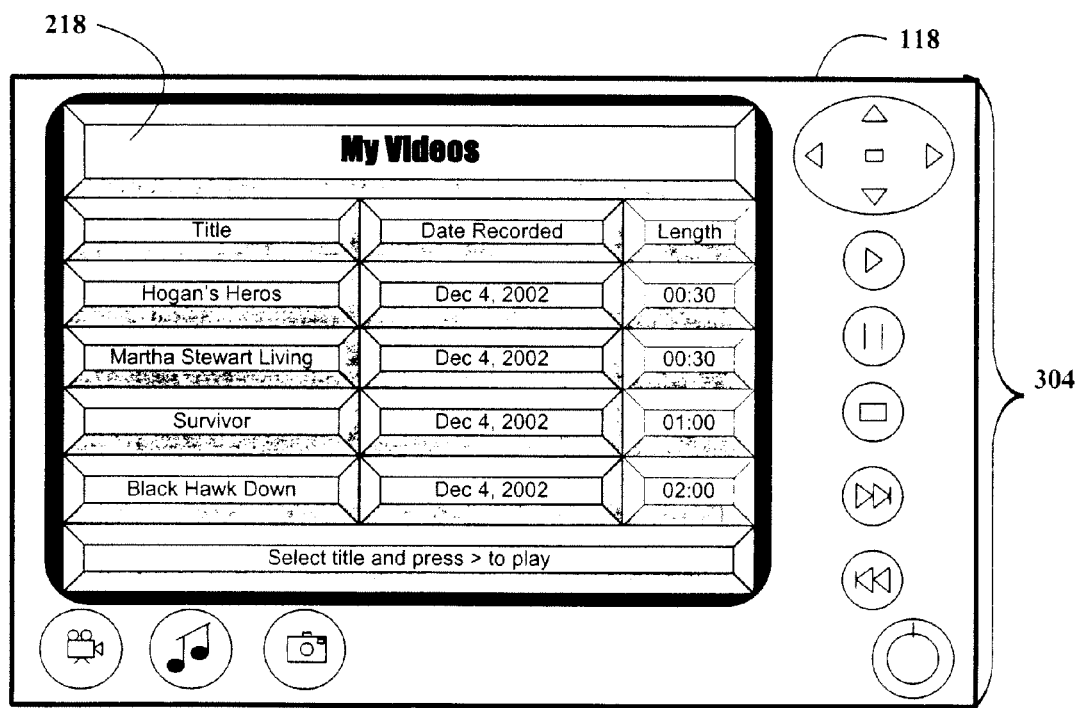 218
118
My Videos
Title Date Recorded Length
Hogan's Heros Dec 4, 2002 00:30
Martha Stewart Living Dec 4, 2002 00:30
Survivor Dec 4, 2002 01:00
304
Black Hawk Down Dec 4, 2002 02:00
Select title and press > to play